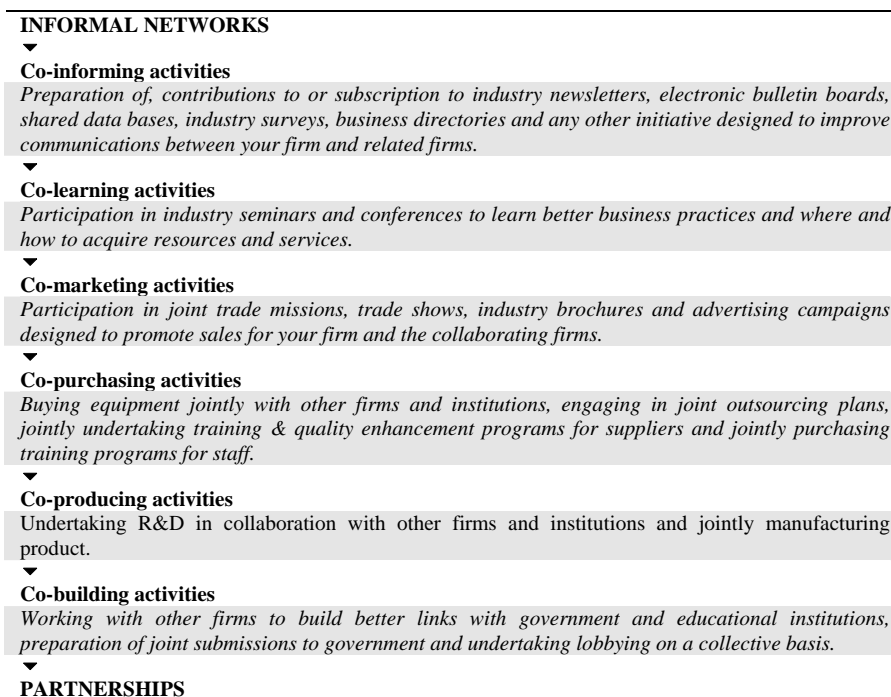 INFORMAL NETWORKS
Co-informing activities
Preparation of, contributions to or subscription to industry newsletters, electronic bulletin boards,
shared data bases, industry surveys, business directories and any other initiative designed to improve
communications between your firm and related firms.
Co-learning activities
Participation in industry seminars and conferences to learn better business practices and where and
how to acquire resources and services.
Co-marketing activities
Participation in joint trade missions, trade shows, industry brochures and advertising campaigns
designed to promote sales for your firm and the collaborating firms.
Co-purchasing activities
Buying equipment jointly with other firms and institutions, engaging in joint outsourcing plans,
jointly undertaking training & quality enhancement programs for suppliers and jointly purchasing
training programs for staff.
Co-producing activities
Undertaking R&D in collaboration with other firms and institutions and jointly manufacturing
product.
Co-building activities
Working with other firms to build better links with government and educational institutions,
preparation of joint submissions to government and undertaking lobbying on a collective basis.
PARTNERSHIPS